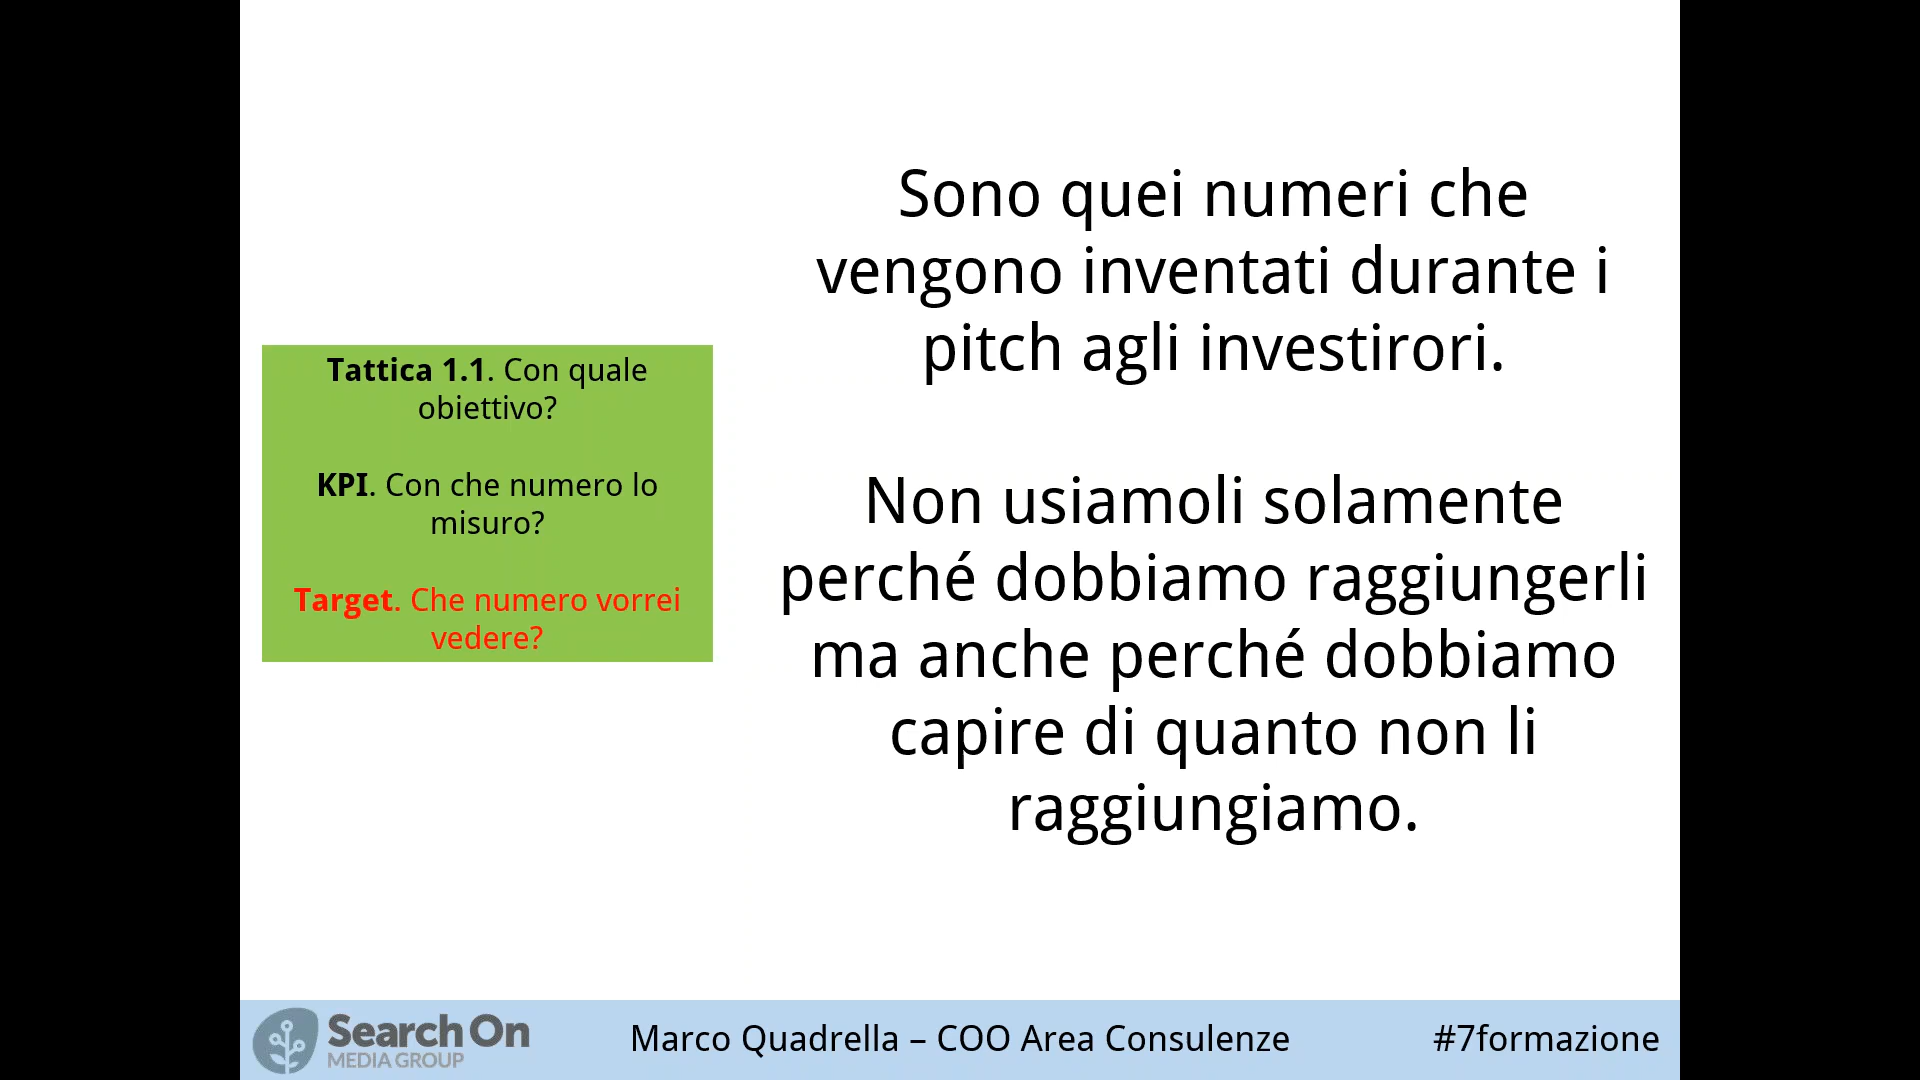 Tattica 1.1. Con quale
obiettivo?
KPI. Con che numero lo
misuro?
Target. Che numero vorrei
vedere?
Sono quei numeri che
vengono inventati durante i
pitch agli investirori.
Non usiamoli solamente
perché dobbiamo raggiungerli
ma anche perché dobbiamo
capire di quanto non li
raggiungiamo.
Search On
MEDIA GROUP
Marco Quadrella – COO Area Consulenze
#7formazione